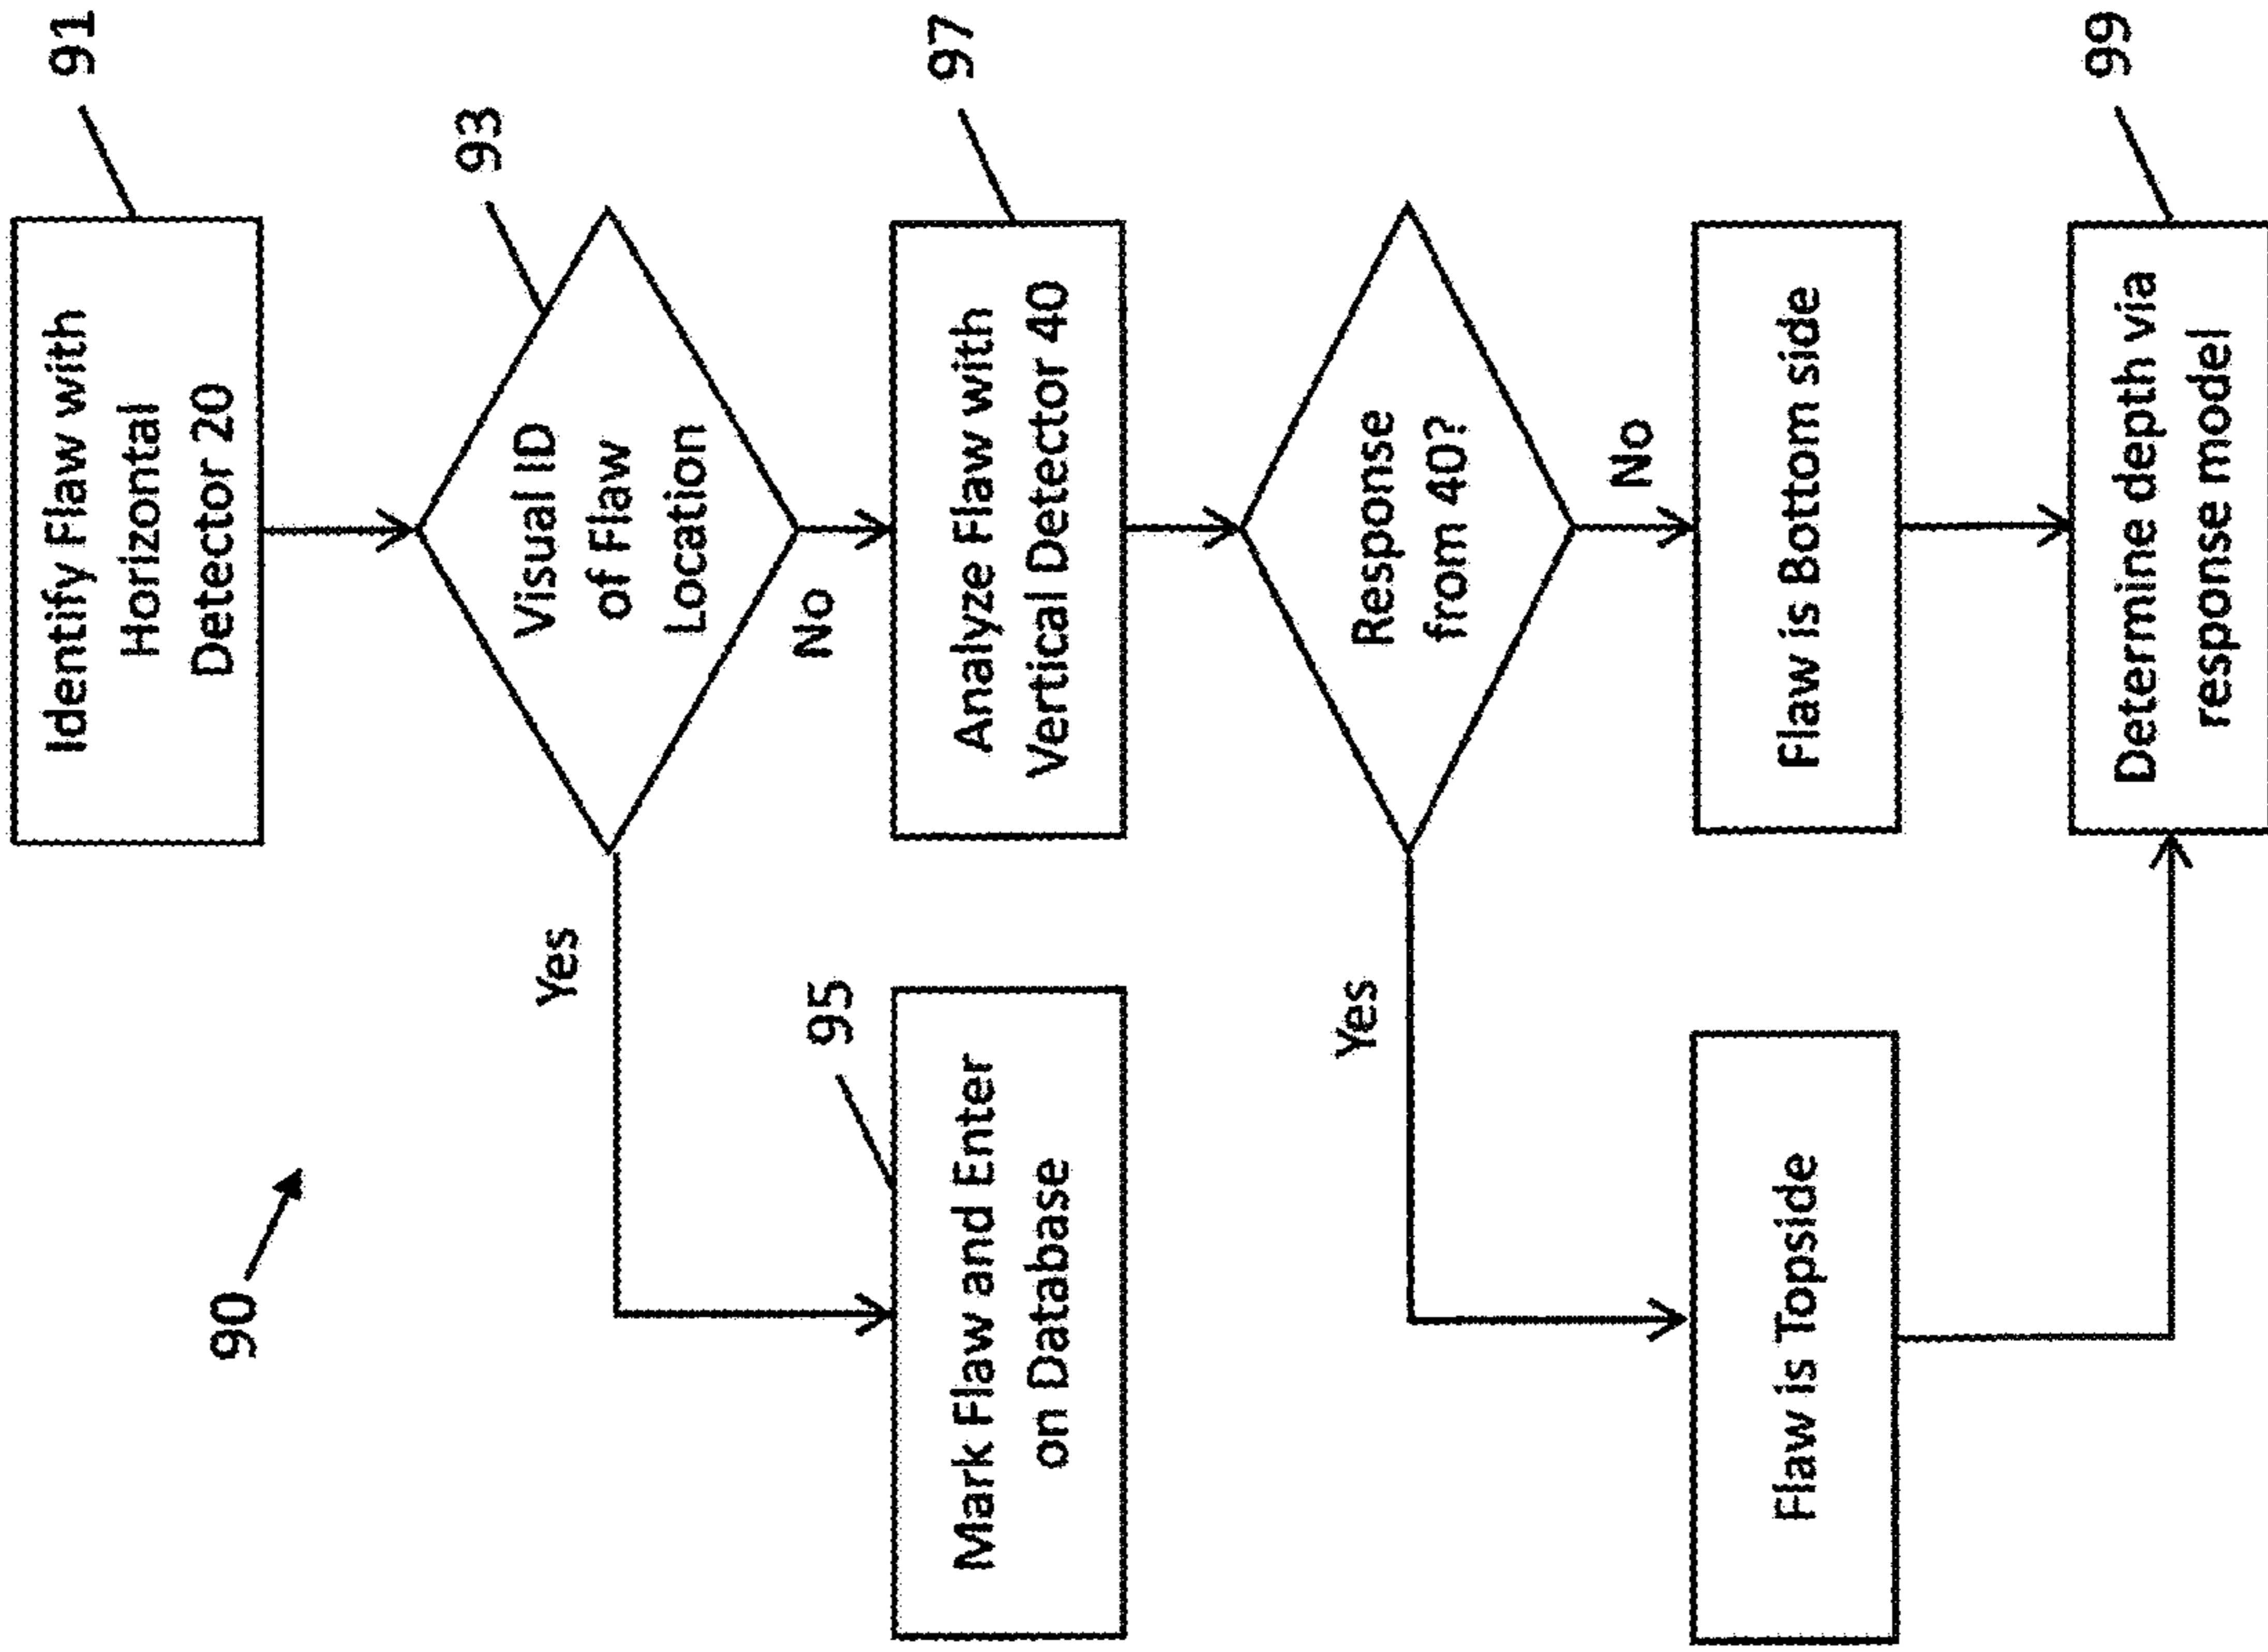 90
Identify Flaw with
Horizontal
Detector 20
91
Visual ID
of Flaw
Location
93
Yes
No
Mark Flaw and Enter
on Database
95
Analyze Flaw with
Vertical Detector 40
97
Response
from 40?
Yes
No
Flaw is Topside
Flaw is Bottom side
Determine depth via
response model
99